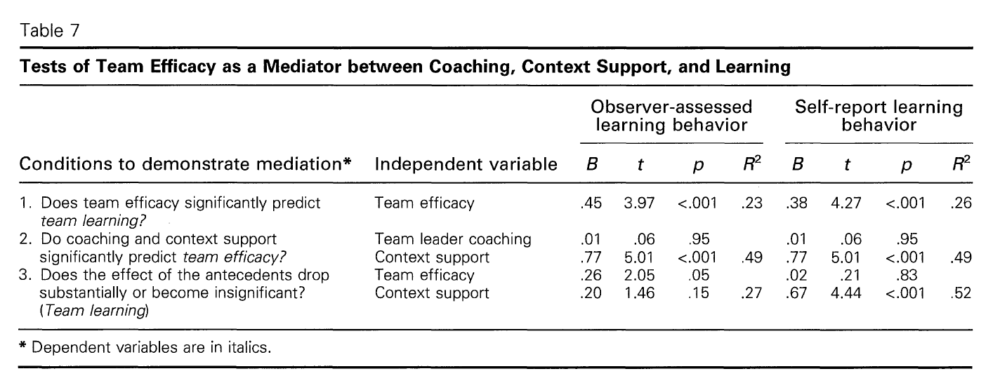 Table 7
Tests of Team Efficacy as a Mediator between Coaching, Context Support, and Learning
Observer-assessed learning behavior Self-report learning behavior
Conditions to demonstrate mediation* Independent variable B t p R² B t p R²
1. Does team efficacy significantly predict Team efficacy .45 3.97 <.001 .23 .38 4.27 <.001 .26
team learning?
2. Do coaching and context support Team leader coaching .01 .06 .95 .01 .06 .95
significantly predict team efficacy? Context support .77 5.01 <.001 .49 .77 5.01 <.001 .49
3. Does the effect of the antecedents drop Team efficacy .26 2.05 .05 .02 .21 .83
substantially or become insignificant? Context support .20 1.46 .15 .27 .67 4.44 <.001 .52
(Team learning)
* Dependent variables are in italics.